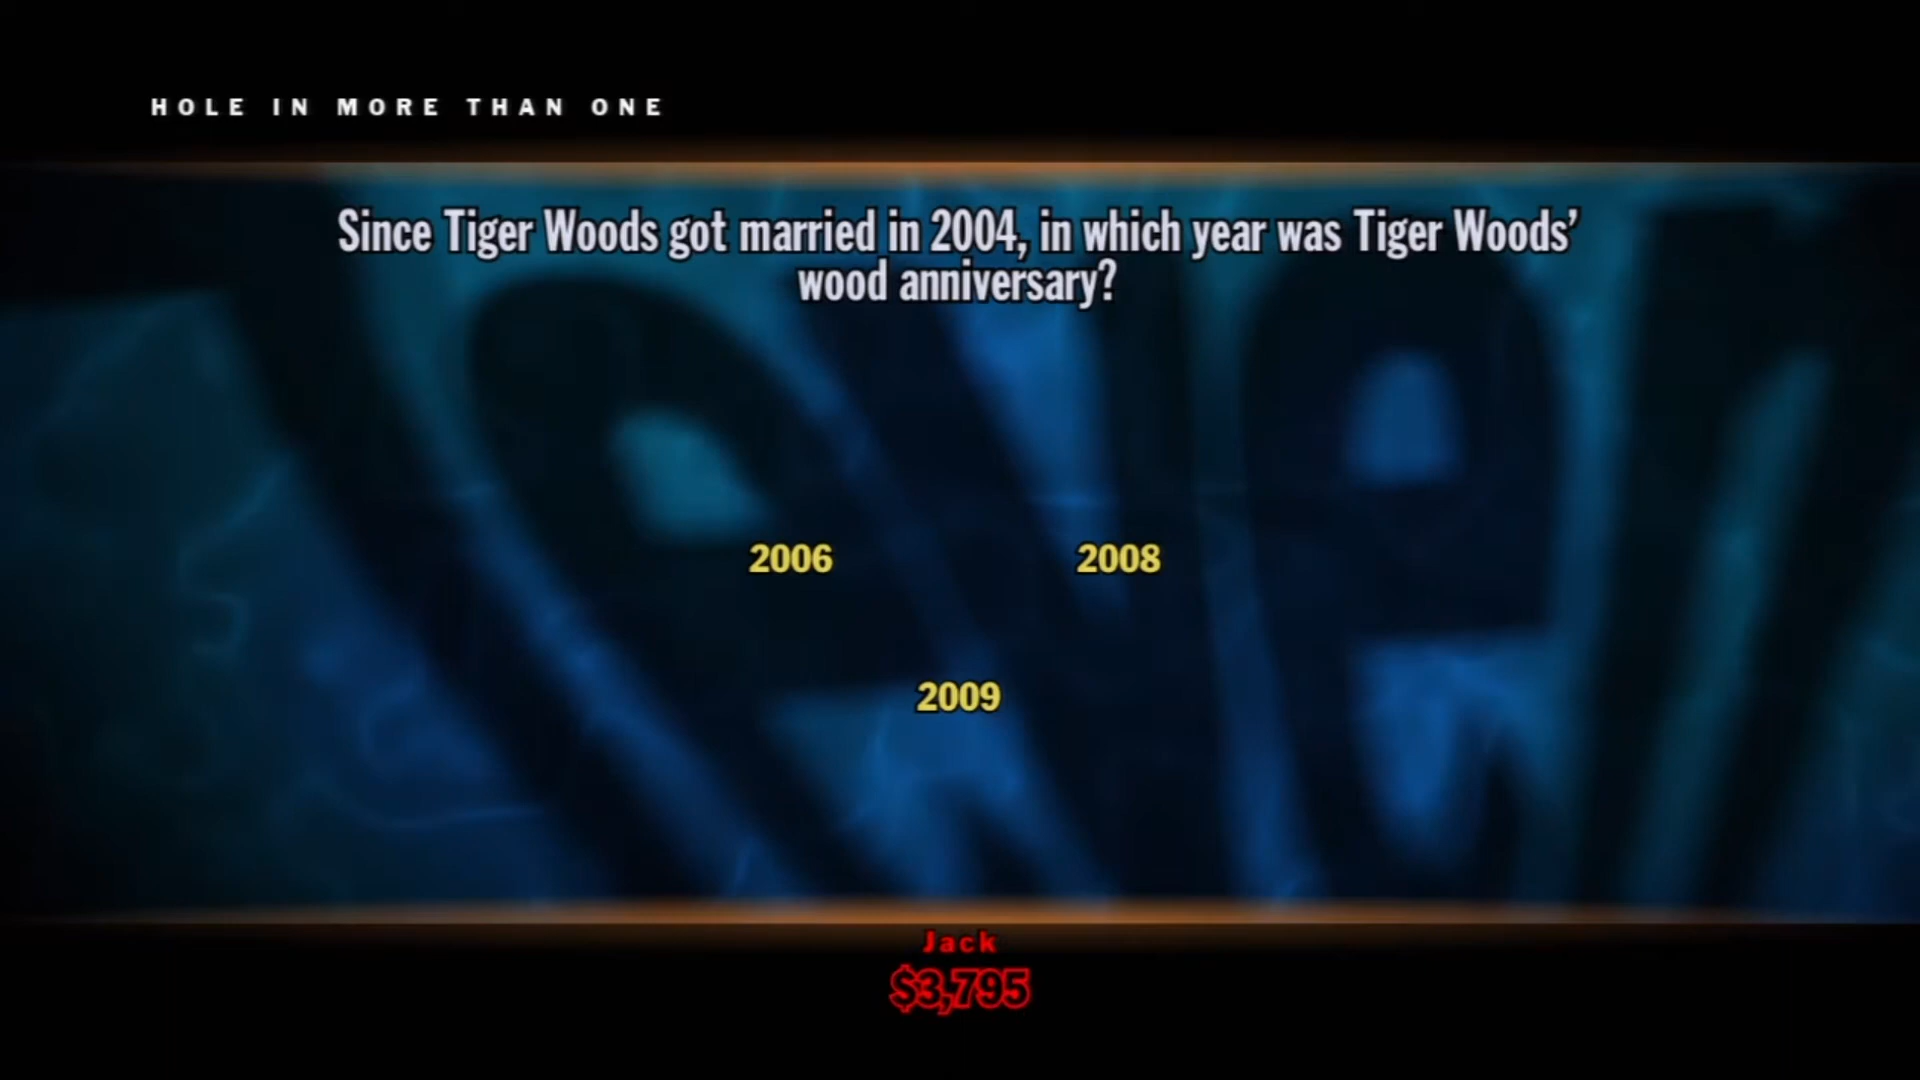 HOLE IN MORE THAN ONE
Since Tiger Woods got married in 2004, in which year was Tiger Woods’
wood anniversary?
2006 2008
2009
Jack
$3,795